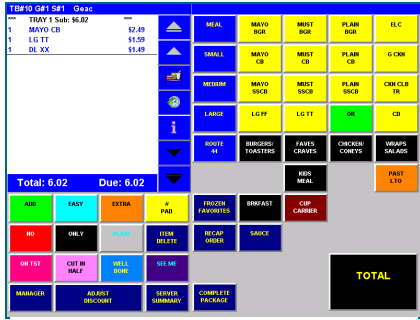 TB#10 G#1 S#1 Geac
*** TRAY 1 Sub: $6.02 ***
1 MAYO CB $2.49
1 LG TT $1.59
1 DL XX $1.49
Total: 6.02 Due: 6.02
MEAL
MAYO BGR
MUST BGR
PLAIN BGR
ELC
SMALL
MAYO CB
MUST CB
PLAIN CB
G CKN
MEDIUM
MAYO SSCB
MUST SSCB
PLAIN SSCB
CKN CLB TR
LARGE
LG FF
LG TT
OR
CD
ROUTE 44
BURGERS/ TOASTERS
FAVES CRAVES
CHICKEN/ CONEYS
WRAPS SALADS
KIDS MEAL
PAST LTO
ADD
EASY
EXTRA
# PAD
FROZEN FAVORITES
BRKFAST
CUP CARRIER
NO
ONLY
PLAIN
ITEM DELETE
RECAP ORDER
SAUCE
ON TST
CUT IN HALF
WELL DONE
SEE ME
TOTAL
MANAGER
ADJUST DISCOUNT
SERVER SUMMARY
COMPLETE PACKAGE